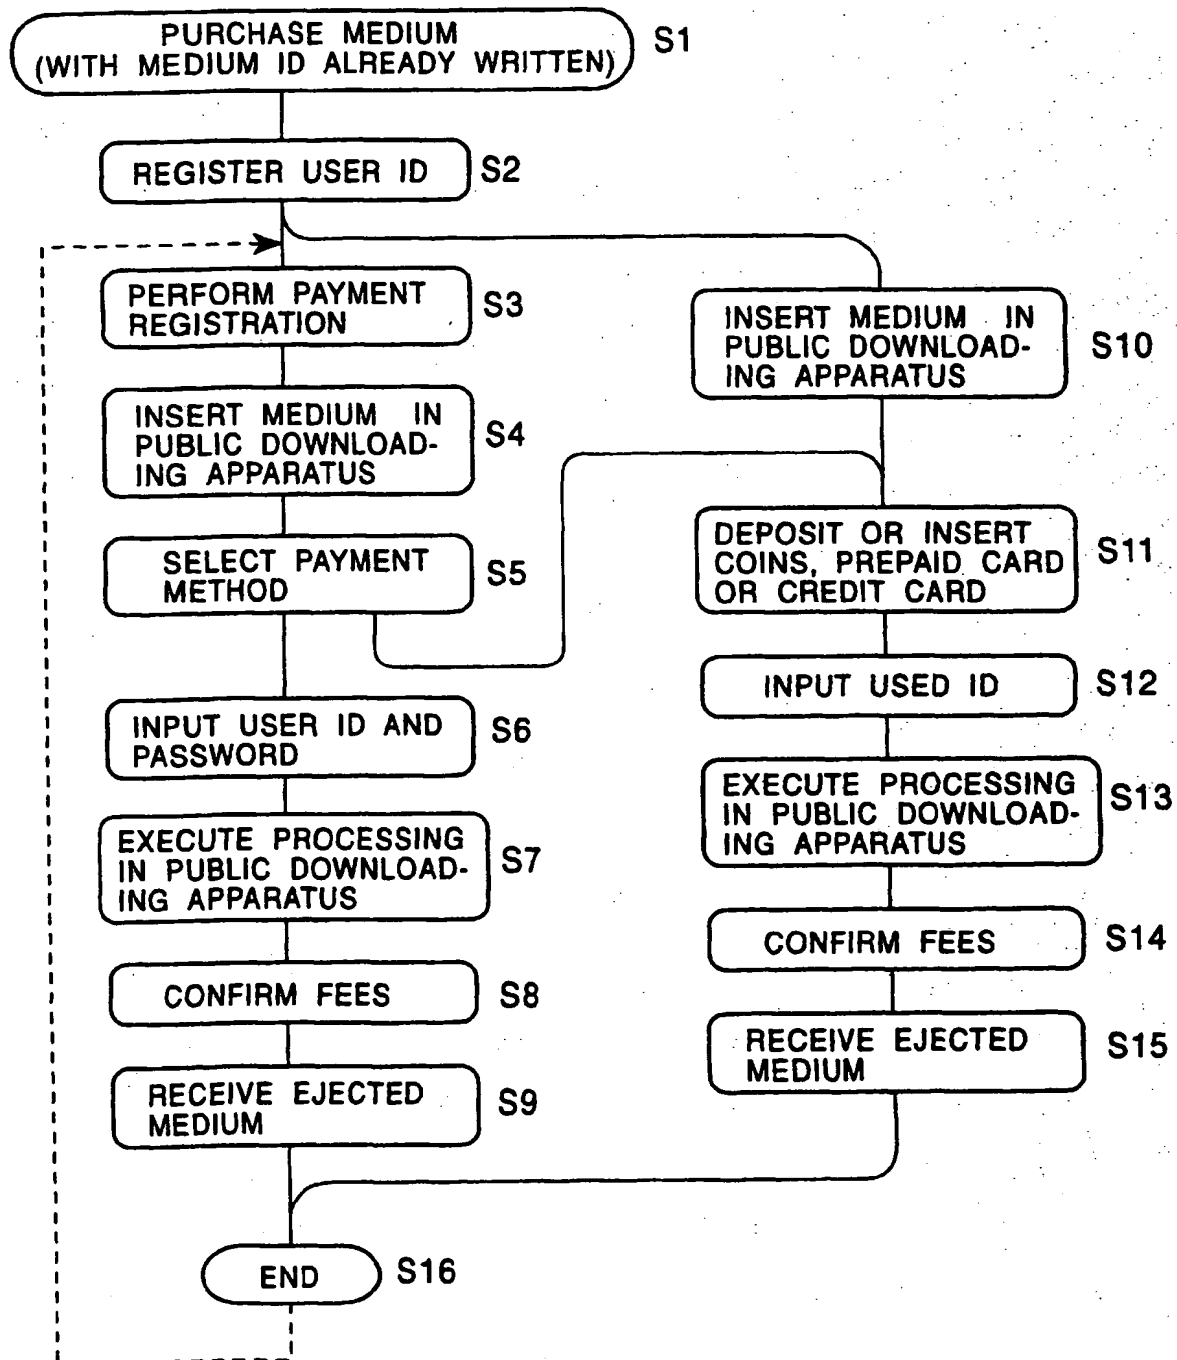 PURCHASE MEDIUM
(WITH MEDIUM ID ALREADY WRITTEN)
S1
REGISTER USER ID
S2
PERFORM PAYMENT
REGISTRATION
S3
INSERT MEDIUM IN
PUBLIC DOWNLOAD-
ING APPARATUS
S4
SELECT PAYMENT
METHOD
S5
INPUT USER ID AND
PASSWORD
S6
EXECUTE PROCESSING
IN PUBLIC DOWNLOAD-
ING APPARATUS
S7
CONFIRM FEES
S8
RECEIVE EJECTED
MEDIUM
S9
INSERT MEDIUM IN
PUBLIC DOWNLOAD-
ING APPARATUS
S10
DEPOSIT OR INSERT
COINS, PREPAID CARD
OR CREDIT CARD
S11
INPUT USED ID
S12
EXECUTE PROCESSING
IN PUBLIC DOWNLOAD-
ING APPARATUS
S13
CONFIRM FEES
S14
RECEIVE EJECTED
MEDIUM
S15
END
S16